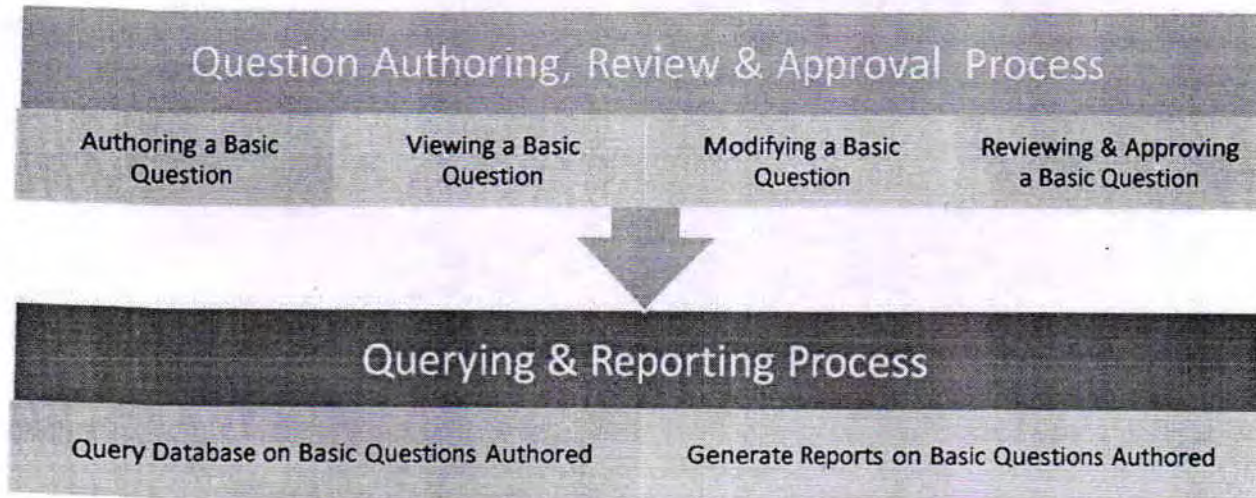 Question Authoring, Review & Approval Process
Authoring a Basic
Question
Viewing a Basic
Question
Modifying a Basic
Question
Reviewing & Approving
a Basic Question
Querying & Reporting Process
Query Database on Basic Questions Authored
Generate Reports on Basic Questions Authored